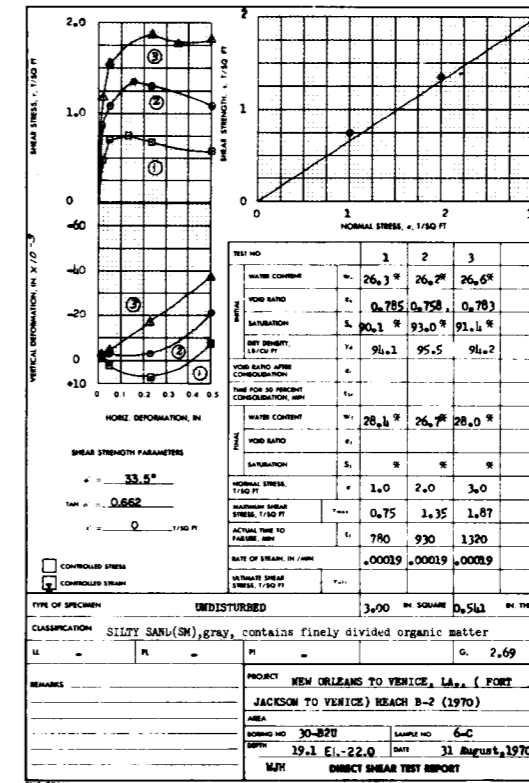 2.0
1.0
0
SHEAR STRESS, τ, T/SQ FT
3
2
1
-60
-40
-20
0
+10
VERTICAL DEFORMATION, IN. X 10 -3
3
2
1
0 0.1 0.2 0.3 0.4 0.5
HORIZ. DEFORMATION, IN.
2
1
0
SHEAR STRENGTH, s, T/SQ FT
0 1 2 3
NORMAL STRESS, σ, T/SQ FT
SHEAR STRENGTH PARAMETERS
φ' = 33.5°
TAN φ' = 0.662
c' = 0 T/SQ FT
CONTROLLED STRESS
CONTROLLED STRAIN
TEST NO 1 2 3
INITIAL
WATER CONTENT 26.3 % 26.2% 26.6%
VOID RATIO 0.785 0.758 0.783
SATURATION 90.1 % 93.0 % 91.4 %
DRY DENSITY, LB/CU FT 94.1 95.5 94.2
VOID RATIO AFTER CONSOLIDATION
TIME FOR 50 PERCENT CONSOLIDATION, MIN
FINAL
WATER CONTENT 28.4 % 26.7% 28.0 %
VOID RATIO
SATURATION % % %
NORMAL STRESS, T/SQ FT σ 1.0 2.0 3.0
MAXIMUM SHEAR STRESS, T/SQ FT 0.75 1.35 1.87
ACTUAL TIME TO FAILURE, MIN 780 930 1320
RATE OF STRAIN, IN /MIN .00019 .00019 .00019
ULTIMATE SHEAR STRESS, T/SQ FT
TYPE OF SPECIMEN UNDISTURBED 3.00 IN SQUARE 0.541 IN. TH
CLASSIFICATION SILTY SAND(SM),gray, contains finely divided organic matter
LL - PL - PI - G. 2.69
REMARKS
PROJECT NEW ORLEANS TO VENICE, LA., ( FORT
JACKSON TO VENICE) REACH B-2 (1970)
AREA
BORING NO 30-B2U SAMPLE NO 6-C
DEPTH 19.1 El.-22.0 DATE 31 August,1970
WJH DIRECT SHEAR TEST REPORT